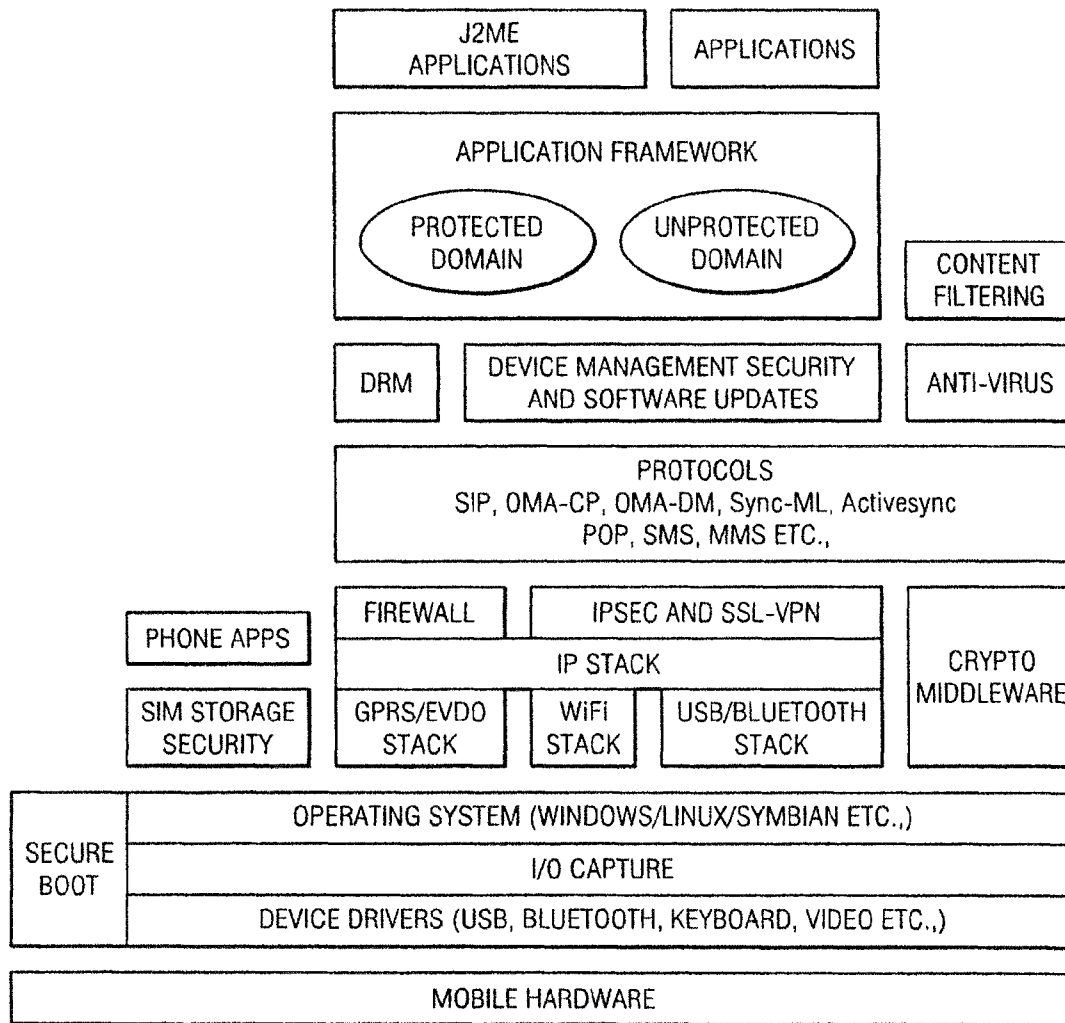 J2ME
APPLICATIONS
APPLICATIONS
APPLICATION FRAMEWORK
PROTECTED
DOMAIN
UNPROTECTED
DOMAIN
CONTENT
FILTERING
DRM
DEVICE MANAGEMENT SECURITY
AND SOFTWARE UPDATES
ANTI-VIRUS
PROTOCOLS
SIP, OMA-CP, OMA-DM, Sync-ML, Activesync
POP, SMS, MMS ETC.,
PHONE APPS
FIREWALL
IPSEC AND SSL-VPN
IP STACK
CRYPTO
MIDDLEWARE
SIM STORAGE
SECURITY
GPRS/EVDO
STACK
WiFi
STACK
USB/BLUETOOTH
STACK
SECURE
BOOT
OPERATING SYSTEM (WINDOWS/LINUX/SYMBIAN ETC.,)
I/O CAPTURE
DEVICE DRIVERS (USB, BLUETOOTH, KEYBOARD, VIDEO ETC.,)
MOBILE HARDWARE